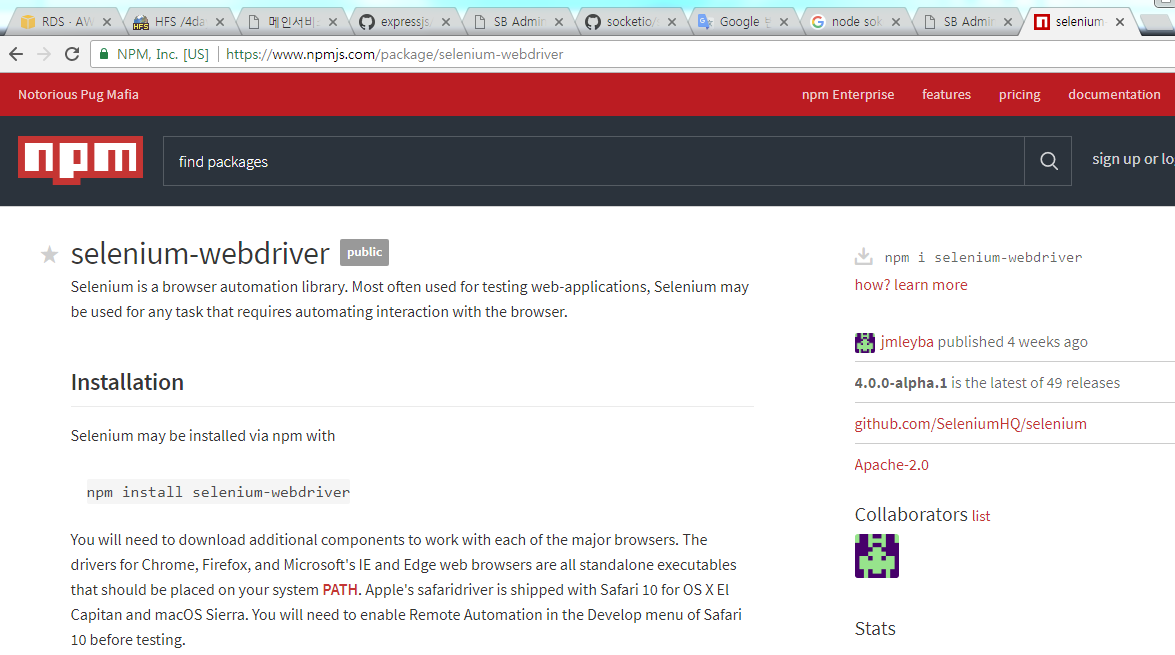 RDS - AW
HFS /4da
메인서비
expressjs
SB Admin
socketio/
Google 번
node sok
SB Admin
selenium
NPM, Inc. [US] https://www.npmjs.com/package/selenium-webdriver
Notorious Pug Mafia
npm Enterprise features pricing documentation
npm
find packages
sign up or lo
selenium-webdriver public
Selenium is a browser automation library. Most often used for testing web-applications, Selenium may
be used for any task that requires automating interaction with the browser.
Installation
Selenium may be installed via npm with
npm install selenium-webdriver
You will need to download additional components to work with each of the major browsers. The
drivers for Chrome, Firefox, and Microsoft's IE and Edge web browsers are all standalone executables
that should be placed on your system PATH. Apple's safaridriver is shipped with Safari 10 for OS X El
Capitan and macOS Sierra. You will need to enable Remote Automation in the Develop menu of Safari
10 before testing.
npm i selenium-webdriver
how? learn more
jmleyba published 4 weeks ago
4.0.0-alpha.1 is the latest of 49 releases
github.com/SeleniumHQ/selenium
Apache-2.0
Collaborators list
Stats